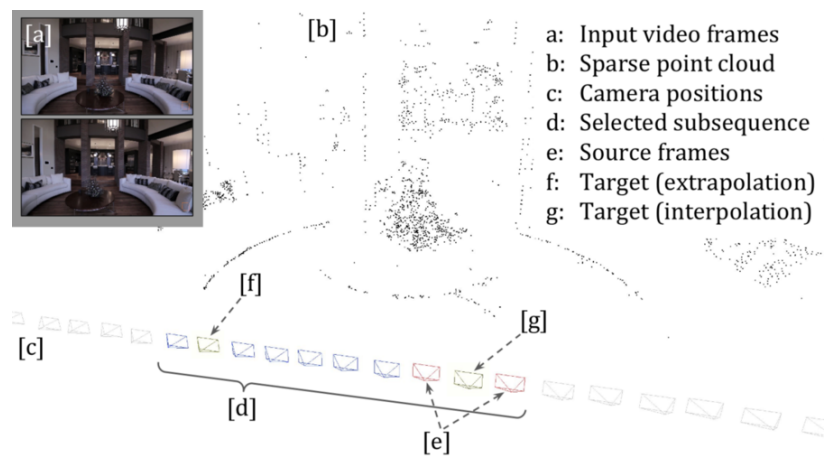 [a]
[b]
a: Input video frames
b: Sparse point cloud
c: Camera positions
d: Selected subsequence
e: Source frames
f: Target (extrapolation)
g: Target (interpolation)
[f]
[g]
[c]
[d]
[e]